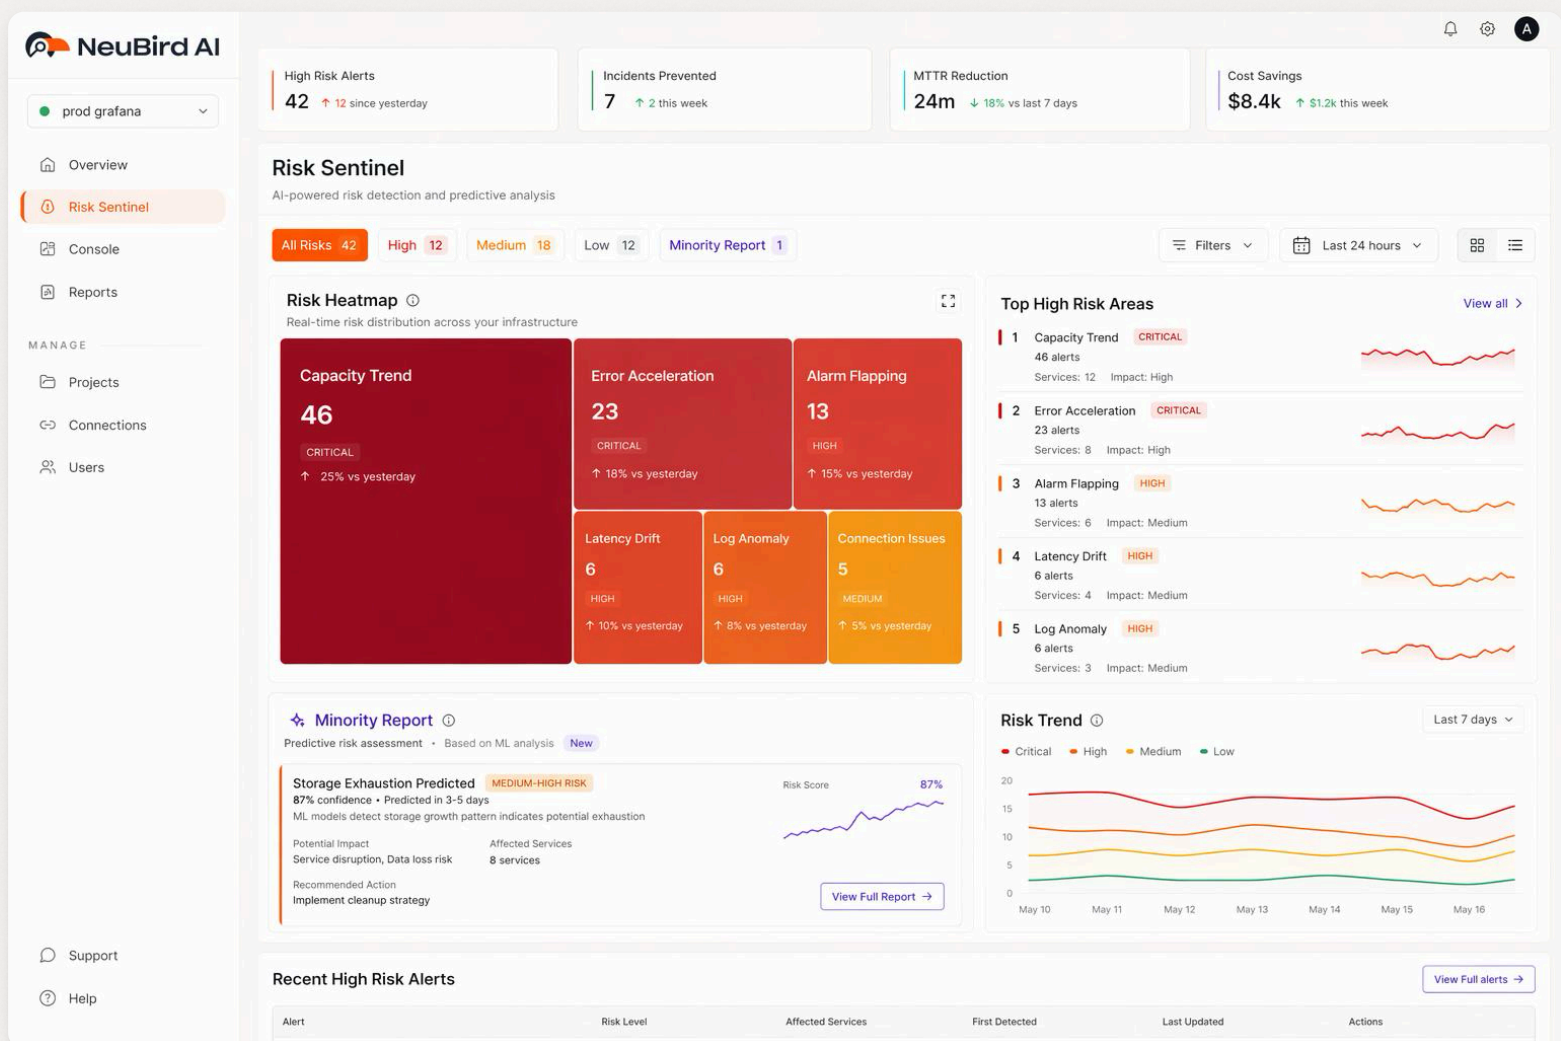 NeuBird AI
A
prod grafana
Overview
Risk Sentinel
Console
Reports
MANAGE
Projects
Connections
Users
Support
Help
High Risk Alerts
42 ↑ 12 since yesterday
Incidents Prevented
7 ↑ 2 this week
MTTR Reduction
24m ↓ 18% vs last 7 days
Cost Savings
$8.4k ↑ $1.2k this week
Risk Sentinel
AI-powered risk detection and predictive analysis
All Risks 42 High 12 Medium 18 Low 12 Minority Report 1
Filters Last 24 hours
Risk Heatmap
Real-time risk distribution across your infrastructure
Capacity Trend
46
CRITICAL
↑ 25% vs yesterday
Error Acceleration
23
CRITICAL
↑ 18% vs yesterday
Alarm Flapping
13
HIGH
↑ 15% vs yesterday
Latency Drift
6
HIGH
↑ 10% vs yesterday
Log Anomaly
6
HIGH
↑ 8% vs yesterday
Connection Issues
5
MEDIUM
↑ 5% vs yesterday
Top High Risk Areas View all
1 Capacity Trend CRITICAL
46 alerts
Services: 12 Impact: High
2 Error Acceleration CRITICAL
23 alerts
Services: 8 Impact: High
3 Alarm Flapping HIGH
13 alerts
Services: 6 Impact: Medium
4 Latency Drift HIGH
6 alerts
Services: 4 Impact: Medium
5 Log Anomaly HIGH
6 alerts
Services: 3 Impact: Medium
Minority Report
Predictive risk assessment • Based on ML analysis New
Storage Exhaustion Predicted MEDIUM-HIGH RISK
87% confidence • Predicted in 3-5 days
ML models detect storage growth pattern indicates potential exhaustion
Potential Impact
Service disruption, Data loss risk
Affected Services
8 services
Recommended Action
Implement cleanup strategy
Risk Score 87%
View Full Report →
Risk Trend Last 7 days
Critical High Medium Low
20
15
10
5
0
May 10 May 11 May 12 May 13 May 14 May 15 May 16
Recent High Risk Alerts View Full alerts →
Alert Risk Level Affected Services First Detected Last Updated Actions